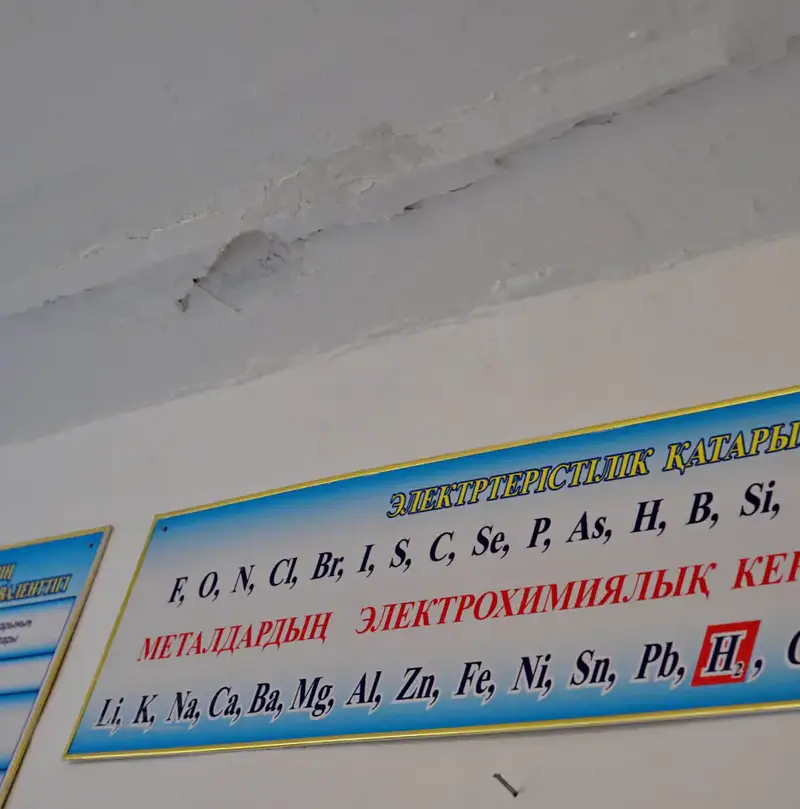 ЭЛЕКТРТЕРІСТІЛІК ҚАТАРЫ
F, O, N, Cl, Br, I, S, C, Se, P, As, H, B, Si,
МЕТАЛДАРДЫҢ ЭЛЕКТРОХИМИЯЛЫҚ
Li, K, Na, Ca, Ba, Mg, Al, Zn, Fe, Ni, Sn, Pb, H₂,